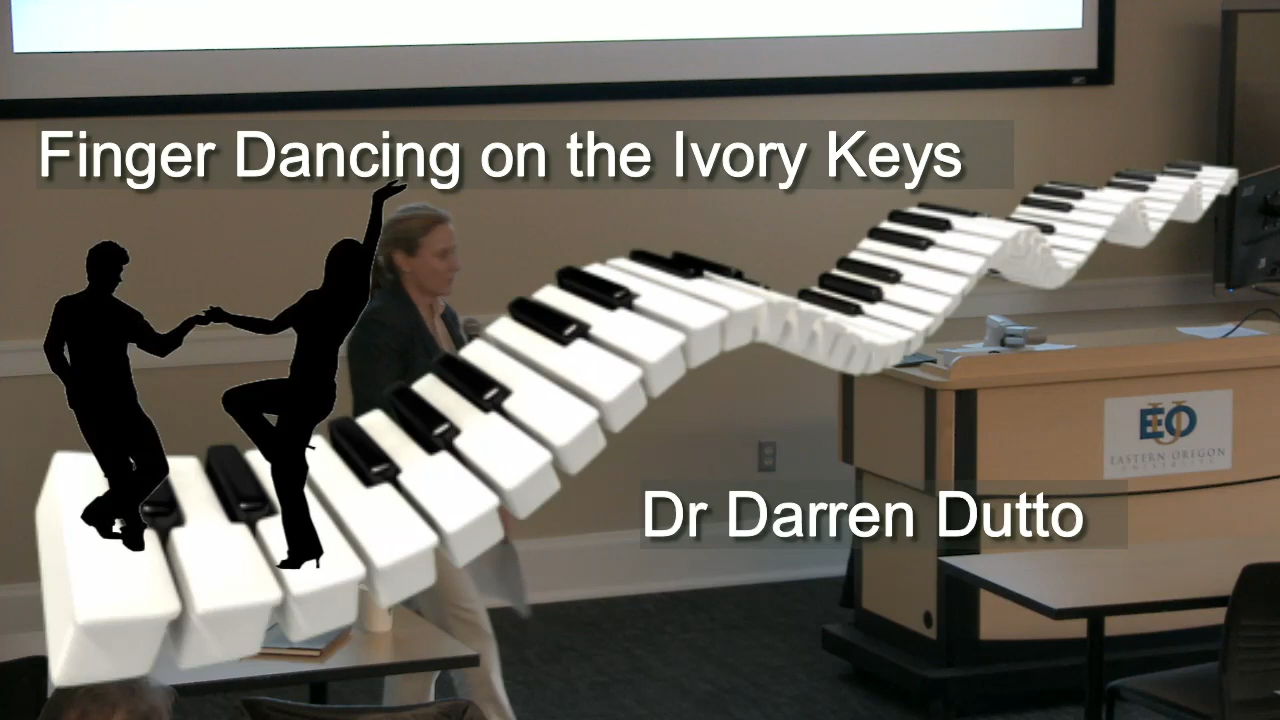 Finger Dancing on the Ivory Keys
Dr Darren Dutto
EOU
EASTERN OREGON
UNIVERSITY